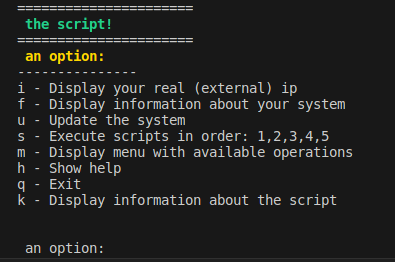 ======================
the script!
======================
an option:
---------------
i - Display your real (external) ip
f - Display information about your system
u - Update the system
s - Execute scripts in order: 1,2,3,4,5
m - Display menu with available operations
h - Show help
q - Exit
k - Display information about the script
an option: